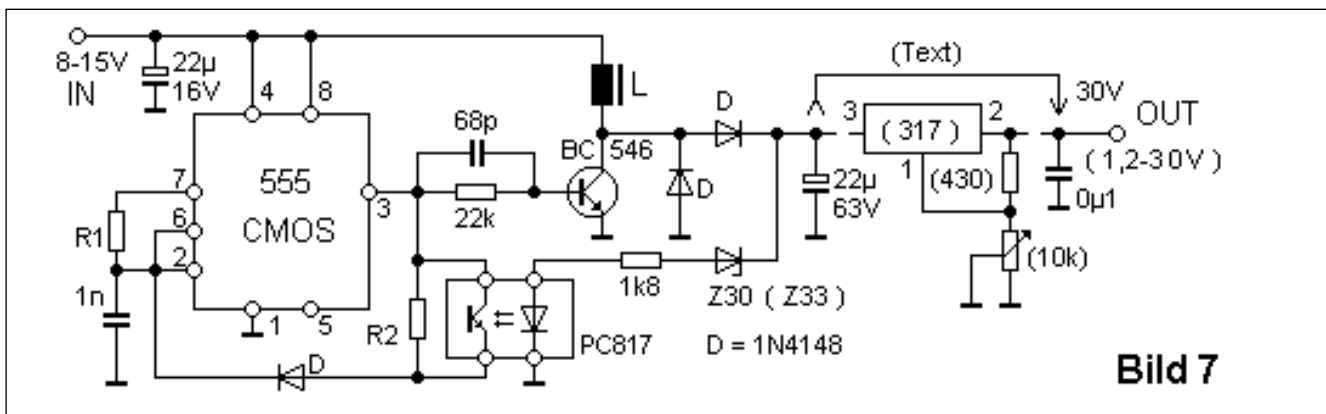 8-15V
IN
22µ
16V
4
8
7
6
2
3
1
5
555
CMOS
R1
1n
68p
22k
BC 546
L
D
D
(Text)
3
( 317 )
2
1
30V
OUT
( 1,2-30V )
22µ
63V
(430)
0µ1
(10k)
R2
D
PC817
1k8
Z30 ( Z33 )
D = 1N4148
Bild 7